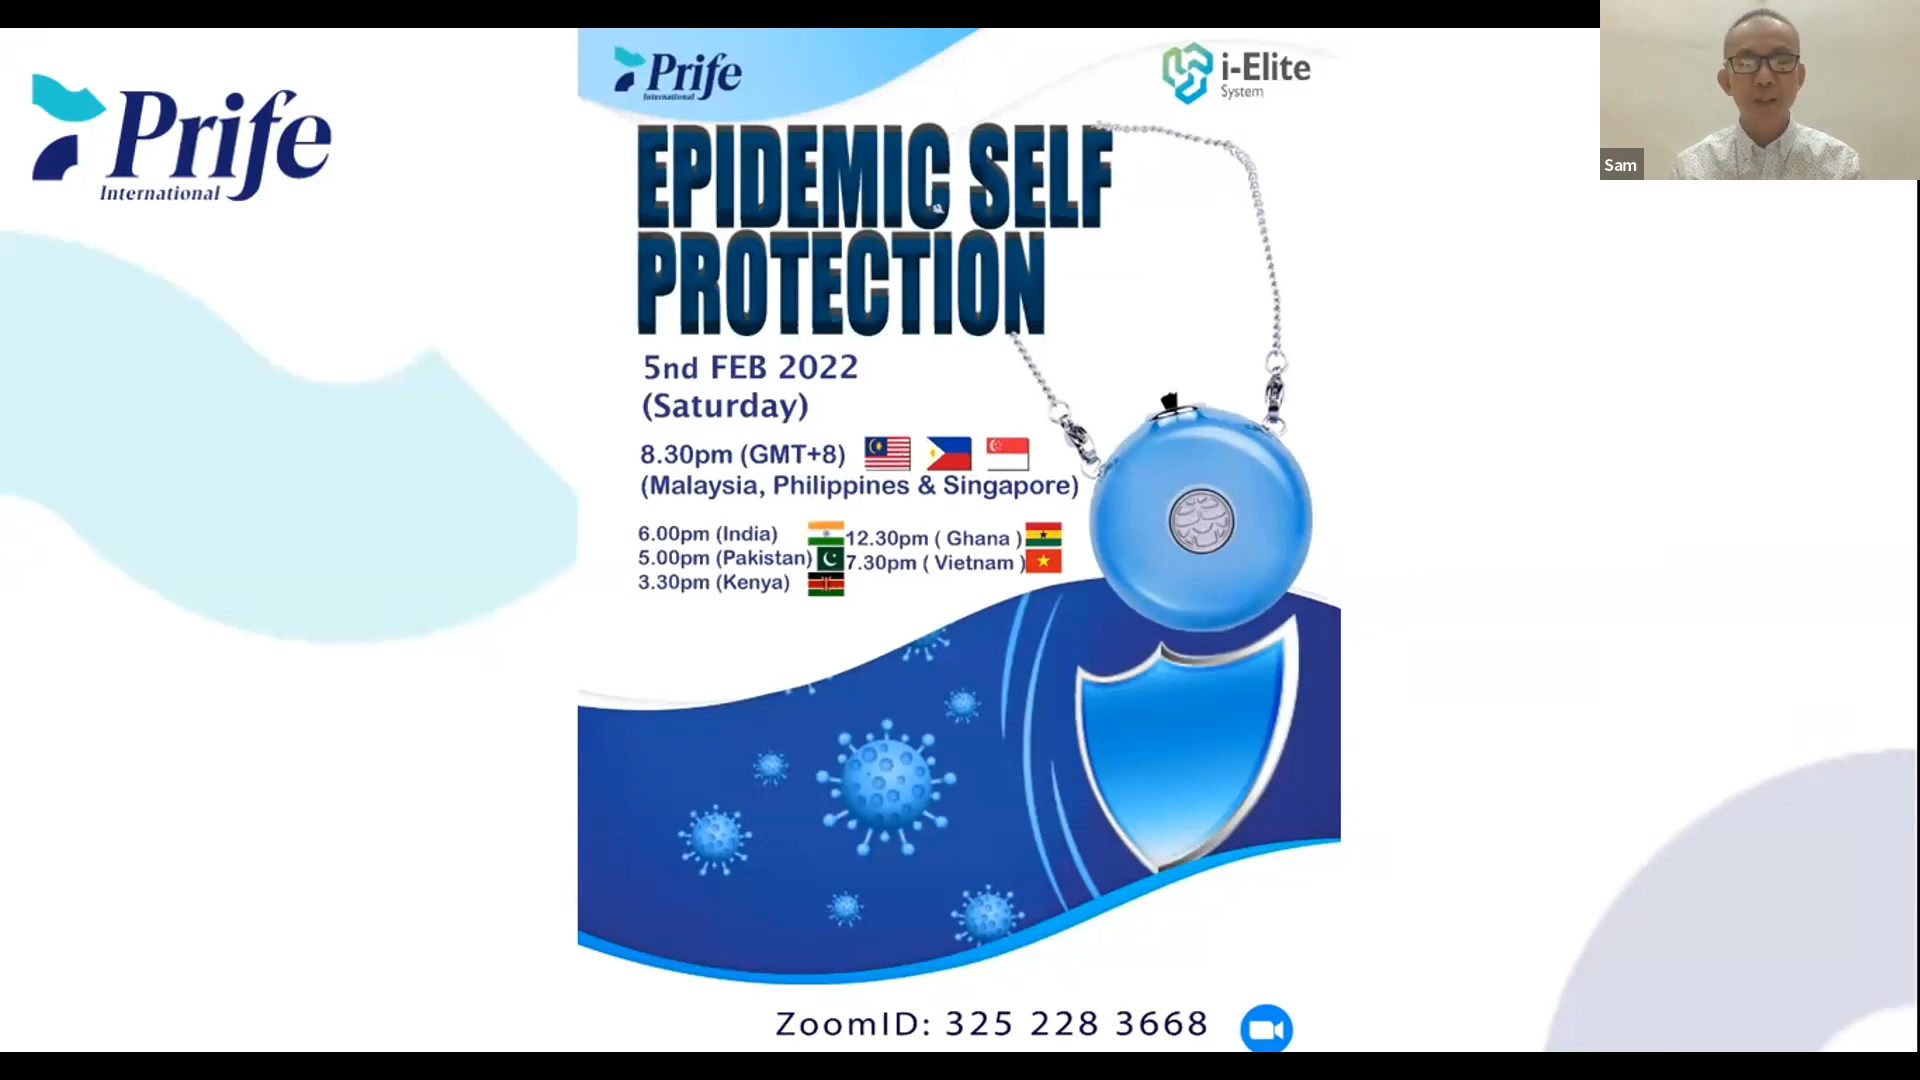 Prife
International
Prife
International
i-Elite
System
EPIDEMIC SELF
PROTECTION
5nd FEB 2022
(Saturday)
8.30pm (GMT+8)
(Malaysia, Philippines & Singapore)
6.00pm (India)
5.00pm (Pakistan)
3.30pm (Kenya)
12.30pm ( Ghana )
7.30pm ( Vietnam )
ZoomID: 325 228 3668
Sam